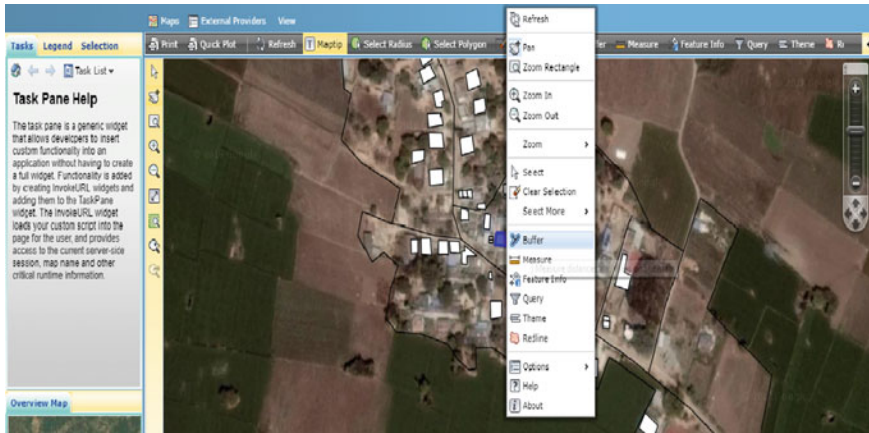 Maps External Providers View
Tasks Legend Selection
Print Quick Plot Refresh Maptip Select Radius Select Polygon Measure Feature Info Query Theme
Task List
Task Pane Help
The task pane is a generic widget
that allows developers to insert
custom functionality into an
application without having to create
a full widget. Functionality is added
by creating InvokeURL widgets and
adding them to the TaskPane
widget. The InvokeURL widget
loads your custom script into the
page for the user, and provides
access to the current server-side
session, map name and other
critical runtime information.
Overview Map
Refresh
Pan
Zoom Rectangle
Zoom In
Zoom Out
Zoom
Select
Clear Selection
Select More
Buffer
Measure
Feature Info
Query
Theme
Redline
Options
Help
About